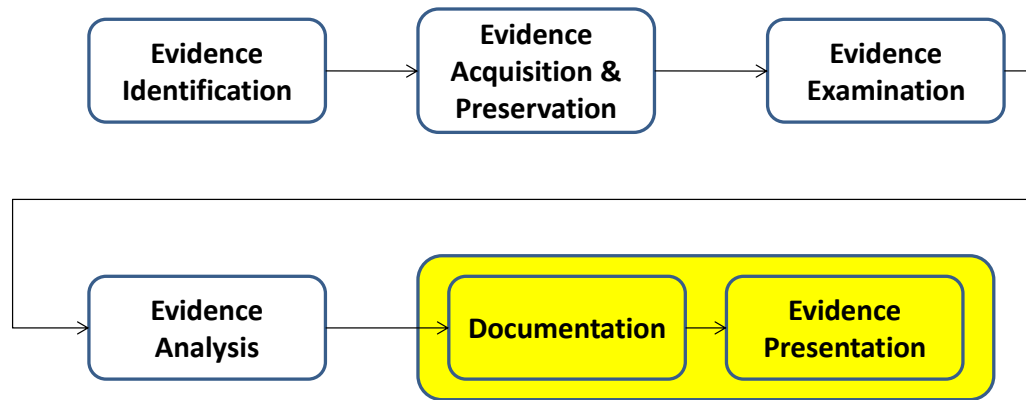 Evidence
Identification
Evidence
Acquisition &
Preservation
Evidence
Examination
Evidence
Analysis
Documentation
Evidence
Presentation